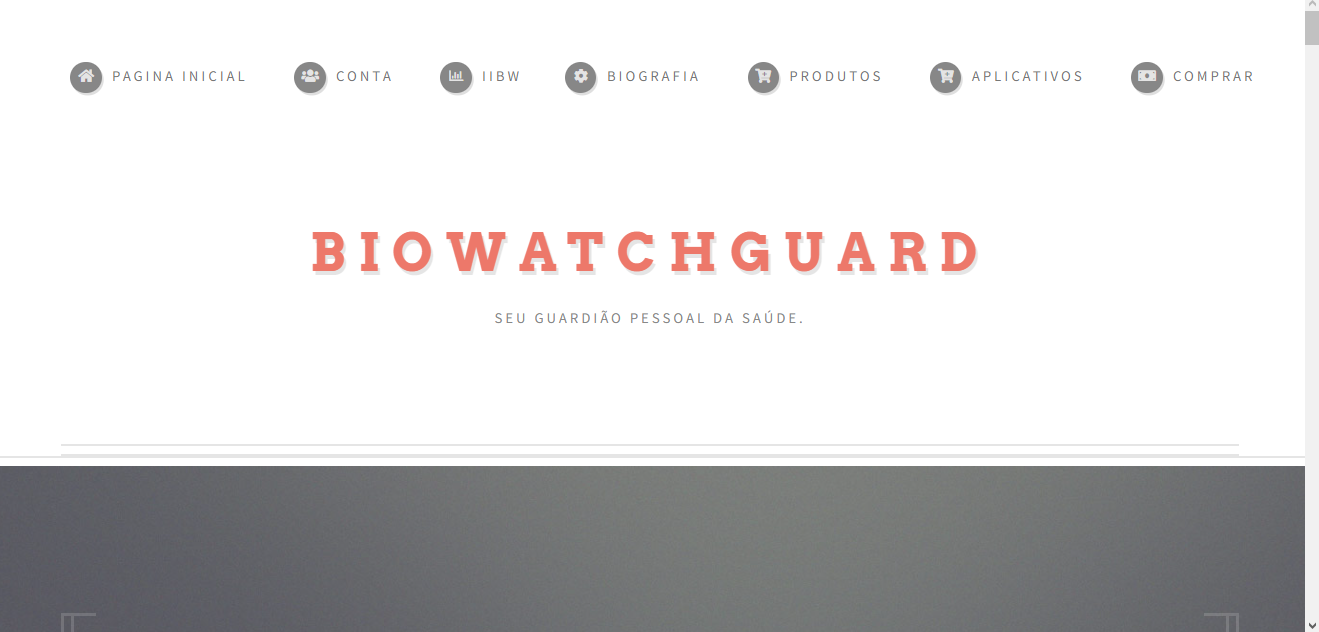 PAGINA INICIAL CONTA IIBW BIOGRAFIA PRODUTOS APLICATIVOS COMPRAR
BIOWATCHGUARD
SEU GUARDIÃO PESSOAL DA SAÚDE.